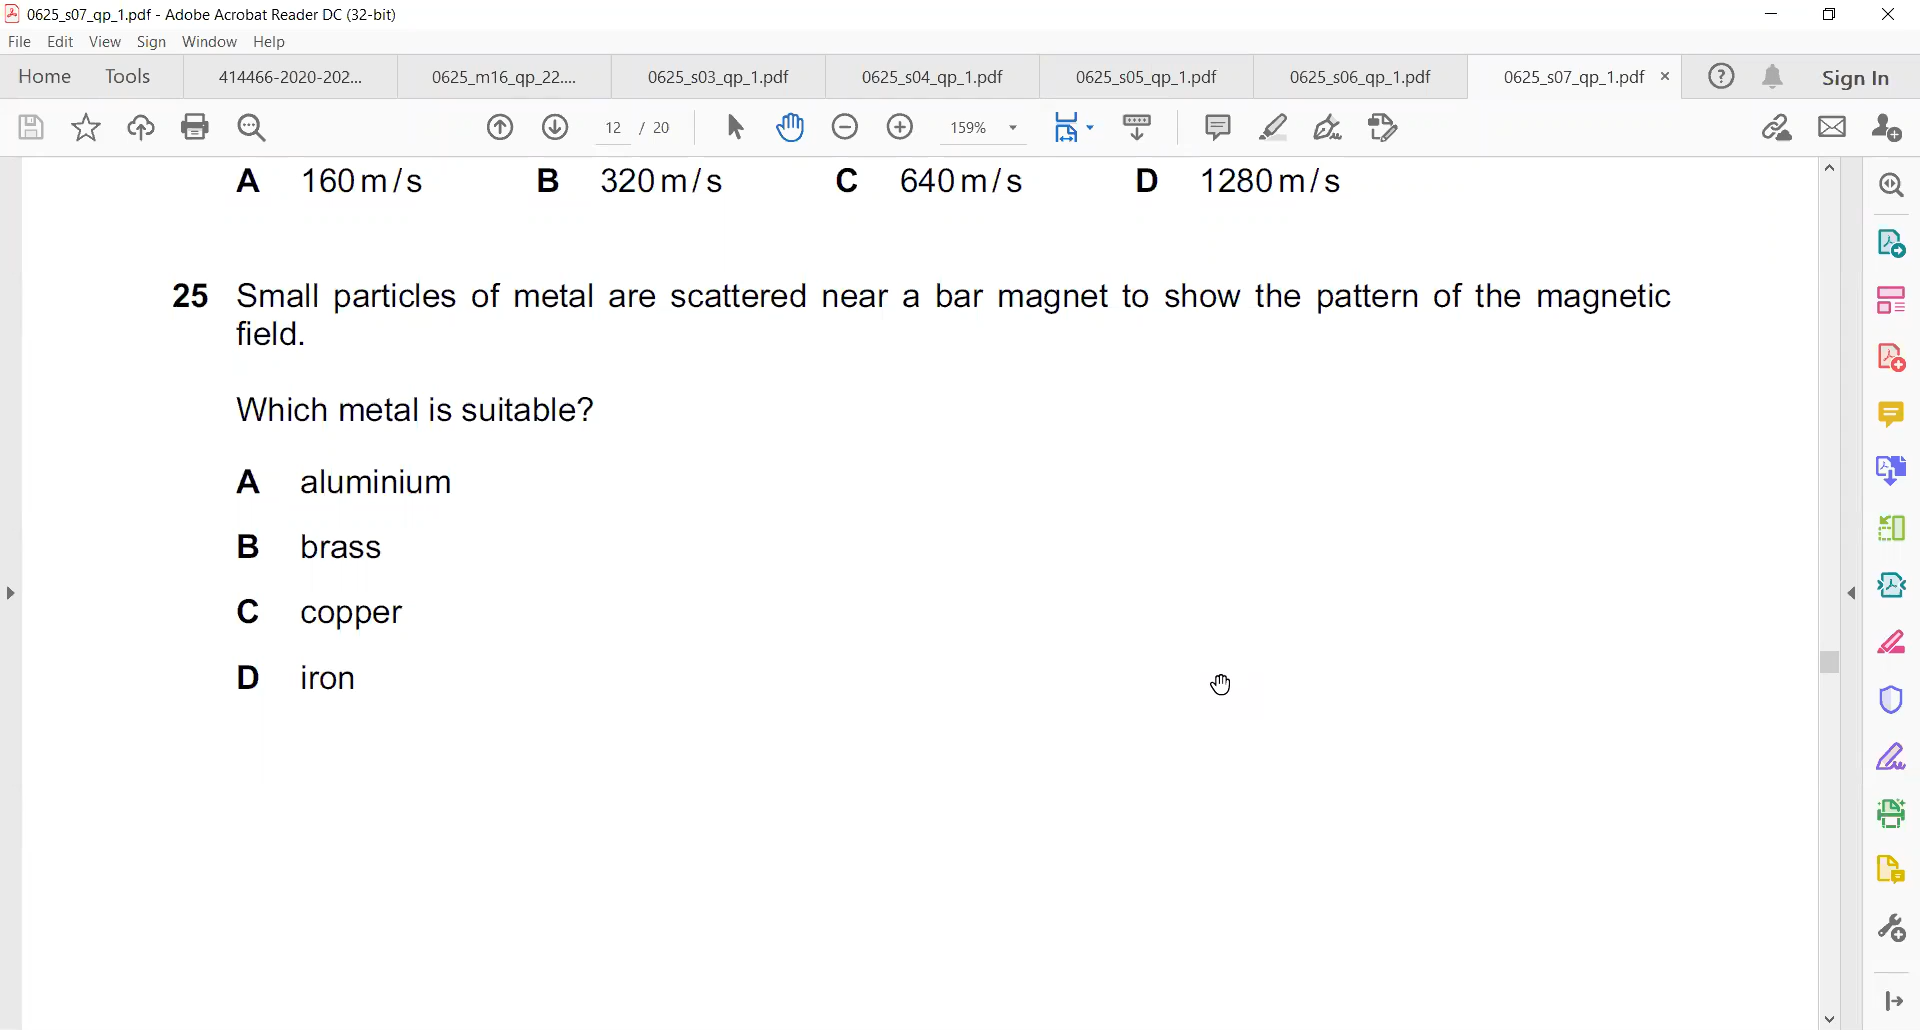 0625_s07_qp_1.pdf - Adobe Acrobat Reader DC (32-bit)
File Edit View Sign Window Help
Home Tools 414466-2020-202... 0625_m16_qp_22.... 0625_s03_qp_1.pdf 0625_s04_qp_1.pdf 0625_s05_qp_1.pdf 0625_s06_qp_1.pdf 0625_s07_qp_1.pdf × Sign In
12 / 20 159%
A 160 m / s B 320 m / s C 640 m / s D 1280 m / s
25 Small particles of metal are scattered near a bar magnet to show the pattern of the magnetic
field.
Which metal is suitable?
A aluminium
B brass
C copper
D iron